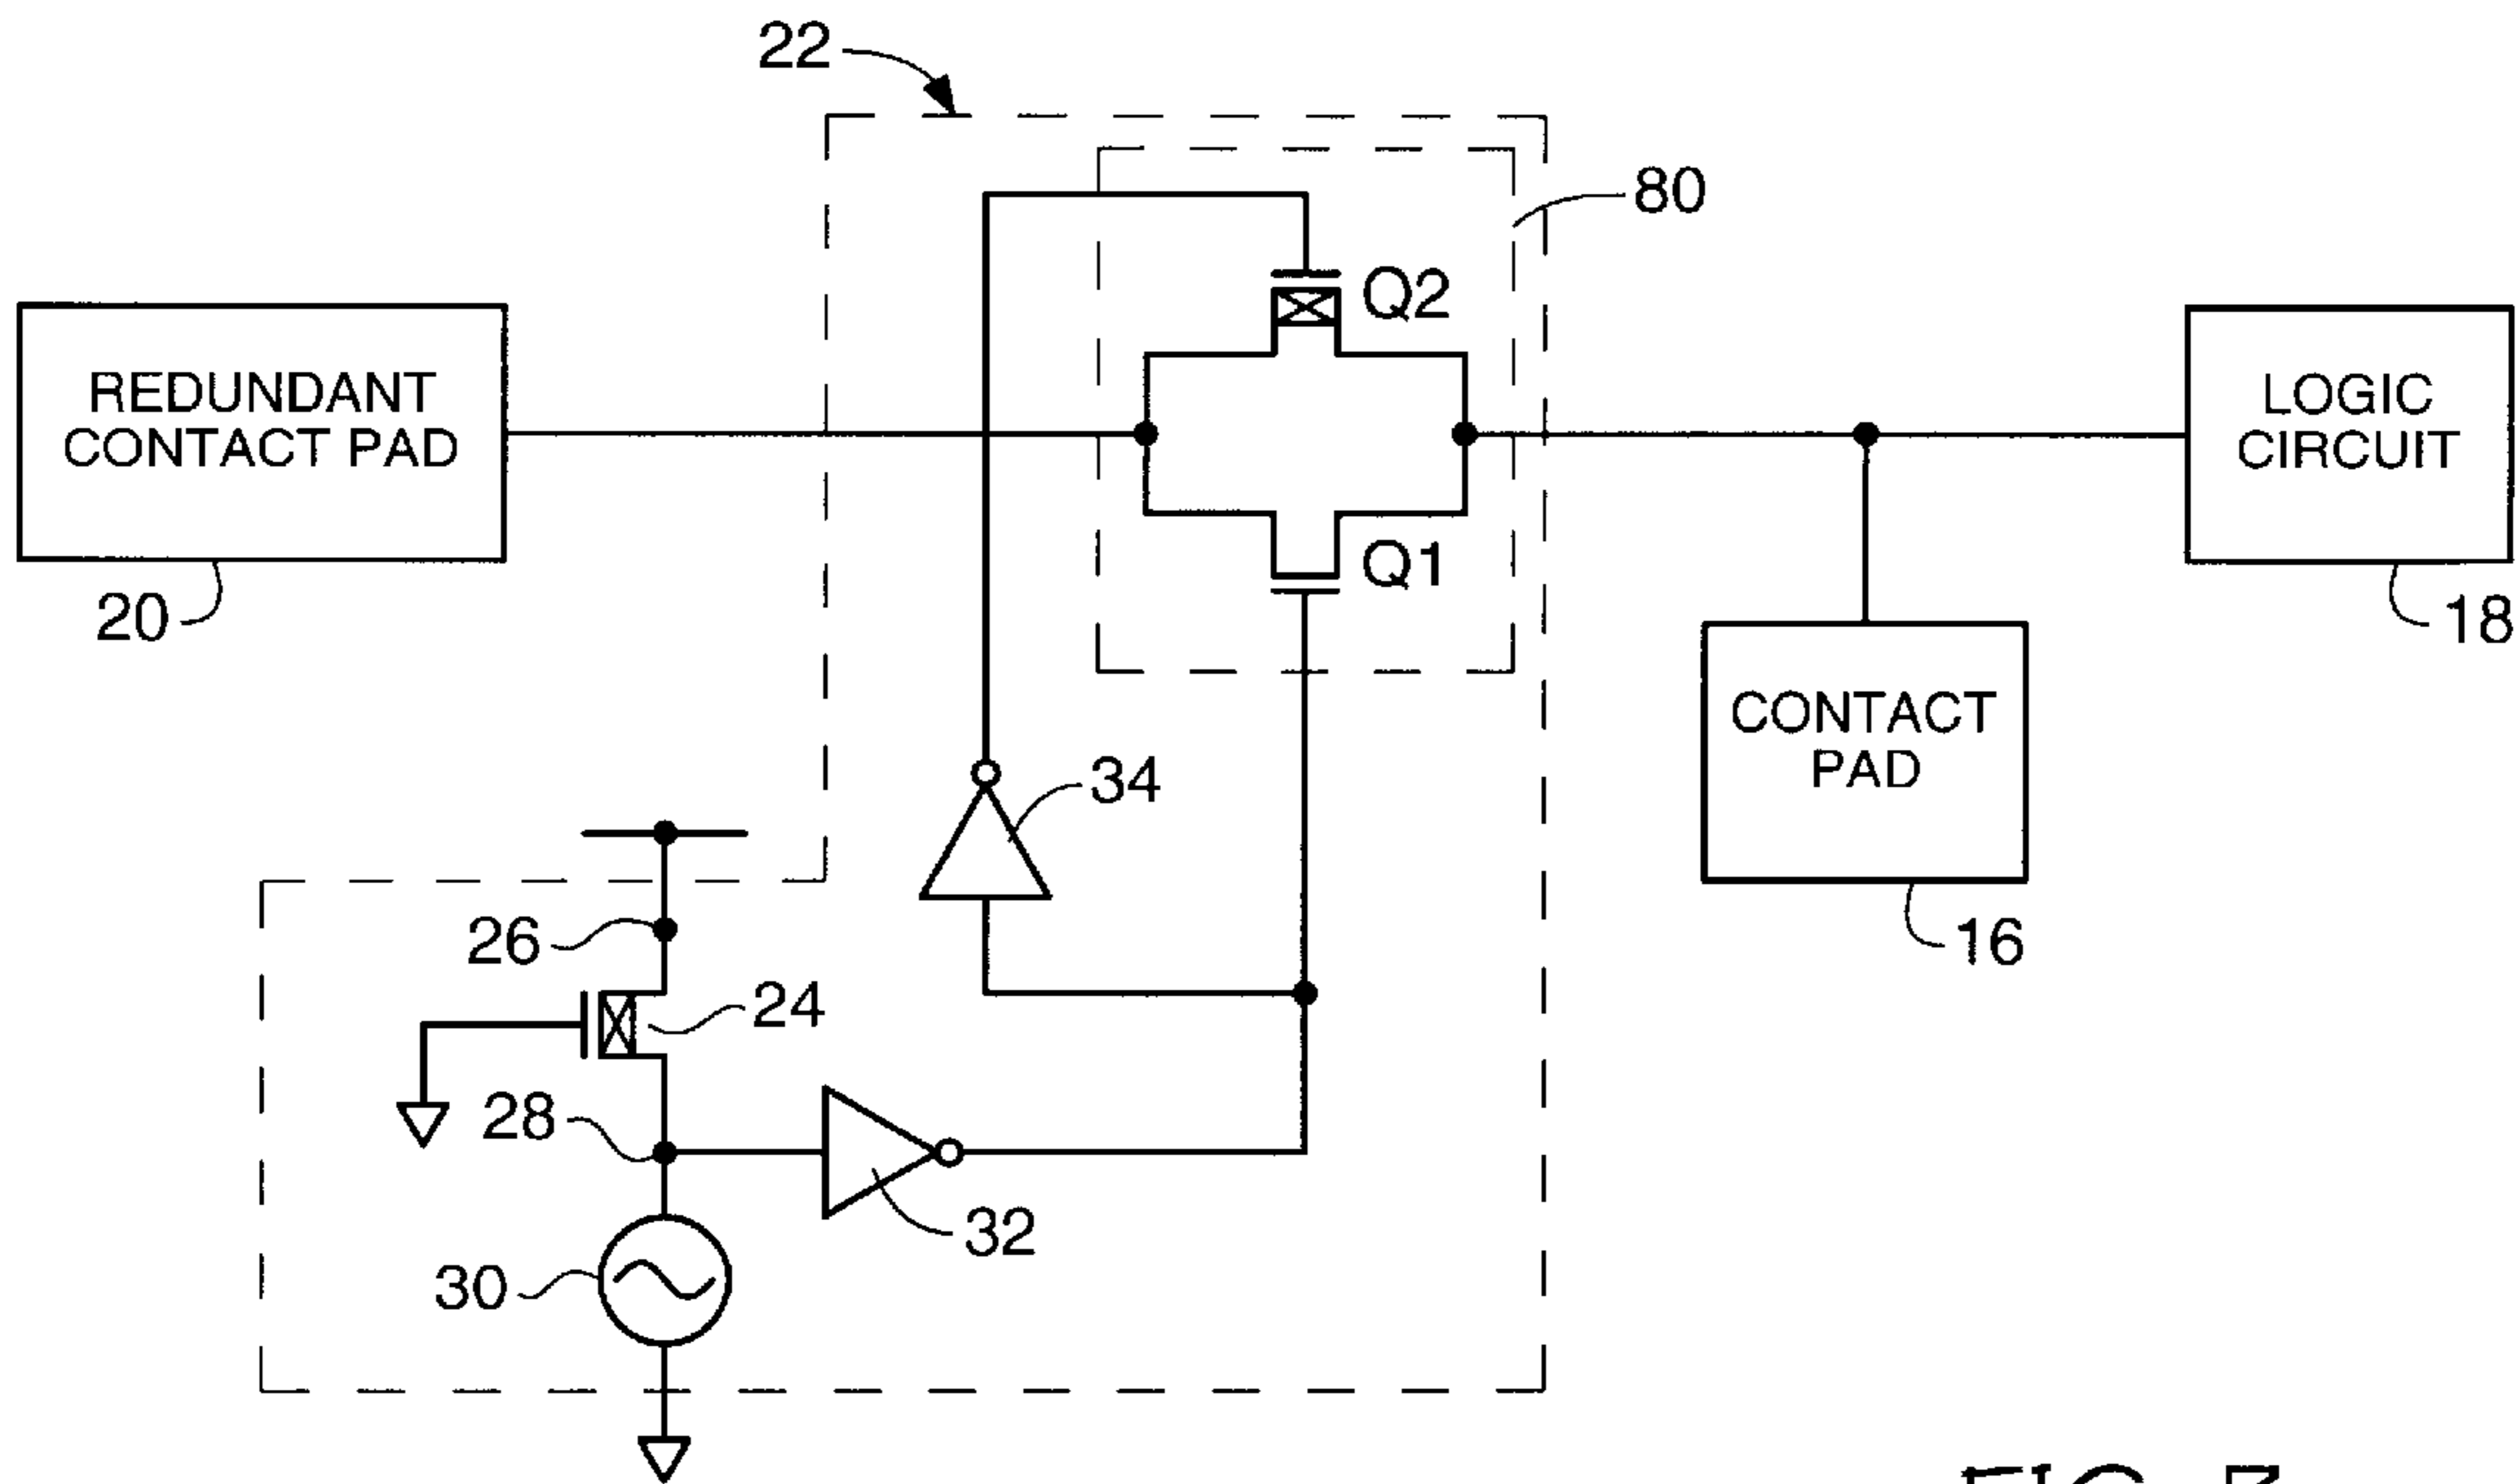 22
80
Q2
REDUNDANT
CONTACT PAD
LOGIC
CIRCUIT
Q1
20
18
CONTACT
PAD
34
26
16
24
28
32
30